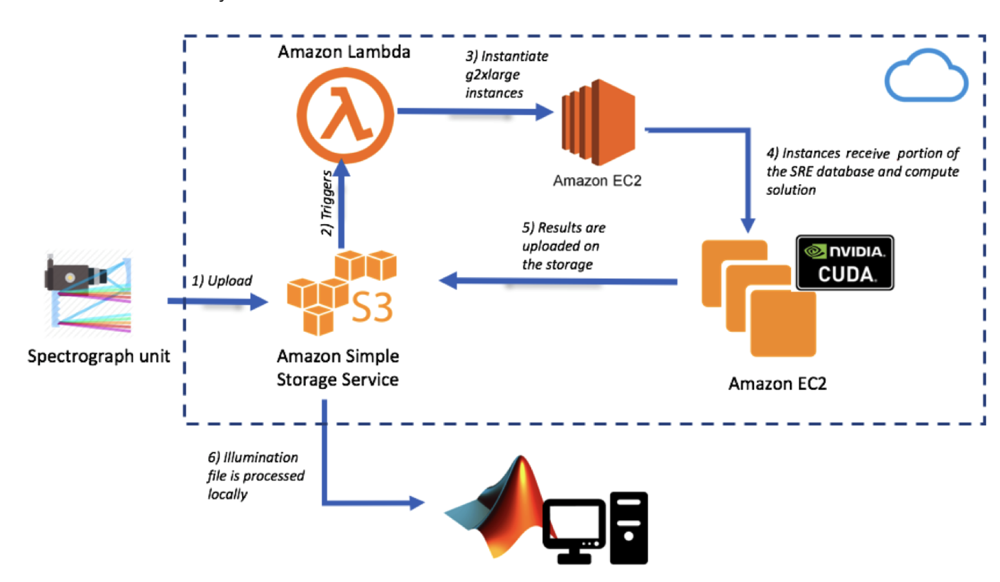 Amazon Lambda
3) Instantiate
g2xlarge
instances
Amazon EC2
4) Instances receive portion of
the SRE database and compute
solution
2) Triggers
5) Results are
uploaded on
the storage
NVIDIA.
CUDA.
1) Upload
S3
Spectrograph unit
Amazon Simple
Storage Service
Amazon EC2
6) Illumination
file is processed
locally